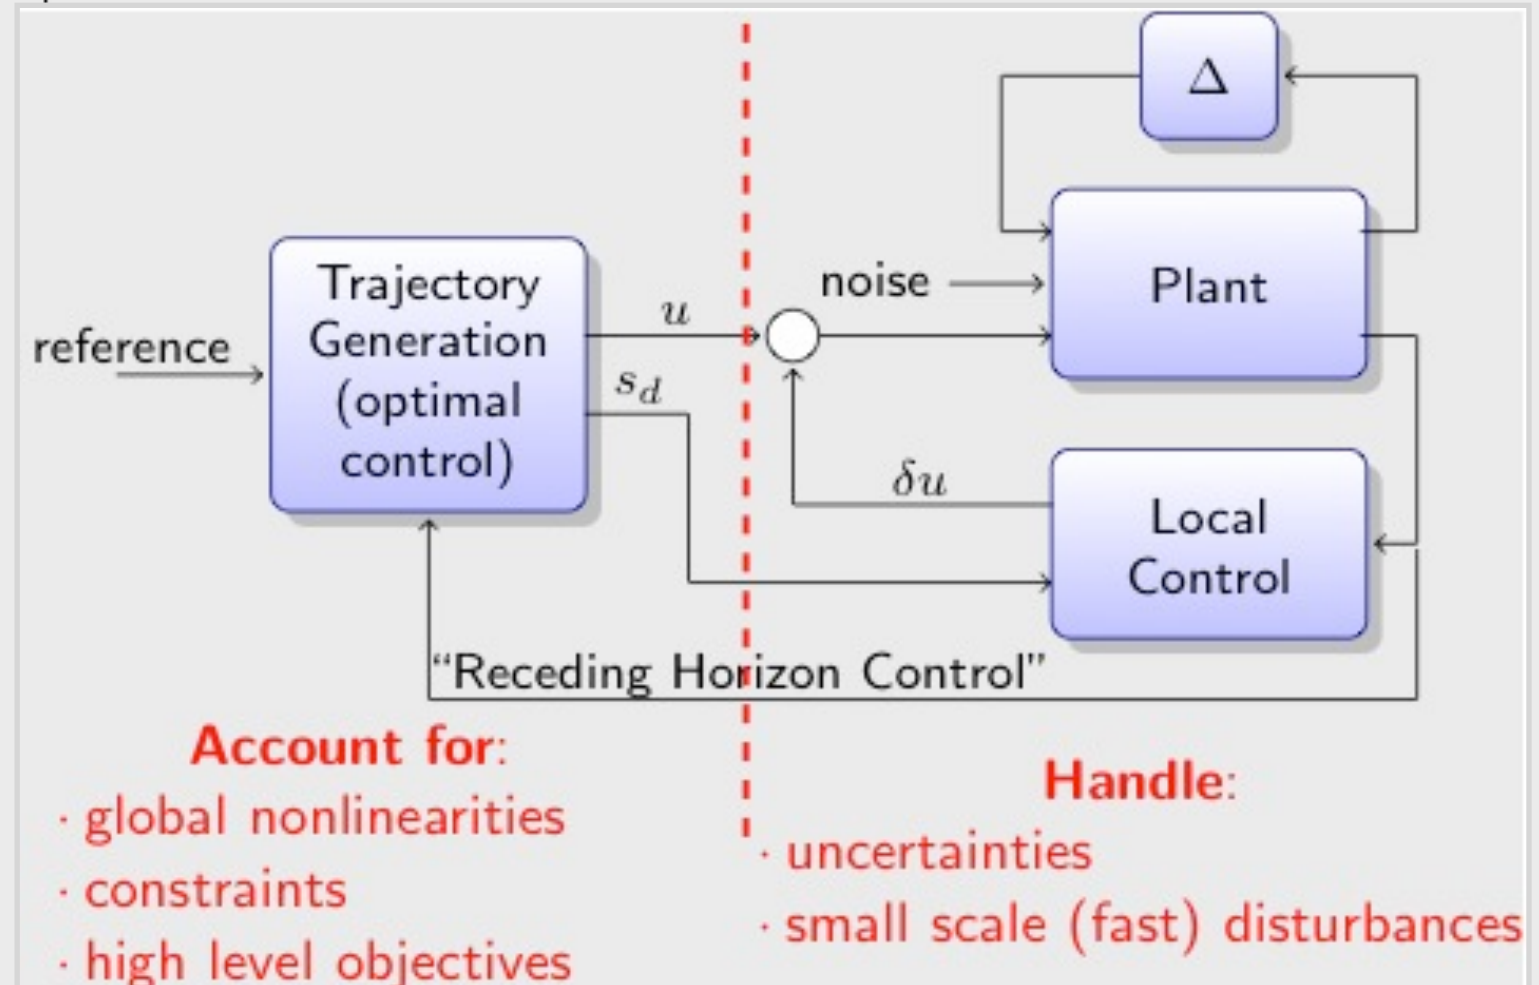 Δ
Trajectory
Generation
(optimal
control)
reference
u
s_d
noise
Plant
δu
Local
Control
“Receding Horizon Control”
Account for:
· global nonlinearities
· constraints
· high level objectives
Handle:
· uncertainties
· small scale (fast) disturbances